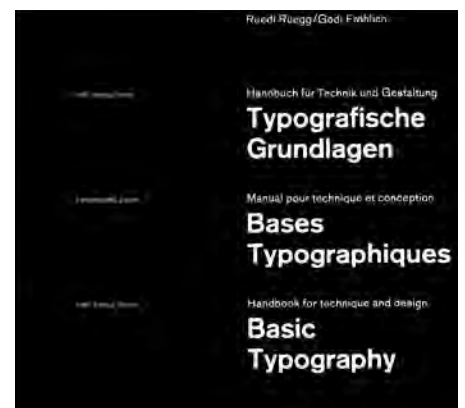 Ruedi Rüegg/Godi Fröhlich
Handbuch für Technik und Gestaltung
Typografische
Grundlagen
Manual pour technique et conception
Bases
Typographiques
Handbook for technique and design
Basic
Typography